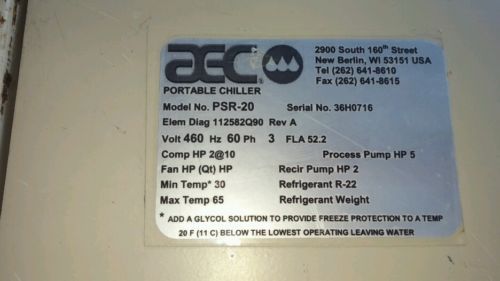 AEC ®
2900 South 160th Street
New Berlin, WI 53151 USA
Tel (262) 641-8610
Fax (262) 641-8615
PORTABLE CHILLER
Model No. PSR-20 Serial No. 36H0716
Elem Diag 112582Q90 Rev A
Volt 460 Hz 60 Ph 3 FLA 52.2
Comp HP 2@10 Process Pump HP 5
Fan HP (Qt) HP Recir Pump HP 2
Min Temp* 30 Refrigerant R-22
Max Temp 65 Refrigerant Weight
* ADD A GLYCOL SOLUTION TO PROVIDE FREEZE PROTECTION TO A TEMP
20 F (11 C) BELOW THE LOWEST OPERATING LEAVING WATER